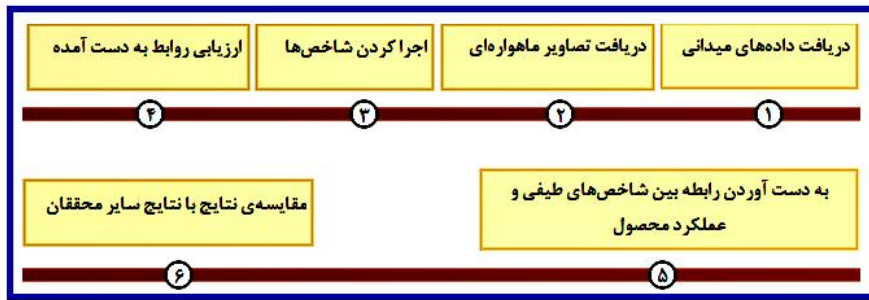 دریافت داده‌های میدانی
۱
دریافت تصاویر ماهواره‌ای
۲
اجرا کردن شاخص‌ها
۳
ارزیابی روابط به دست آمده
۴
به دست آوردن رابطه بین شاخص‌های طیفی و
عملکرد محصول
۵
مقایسه‌ی نتایج با نتایج سایر محققان
۶